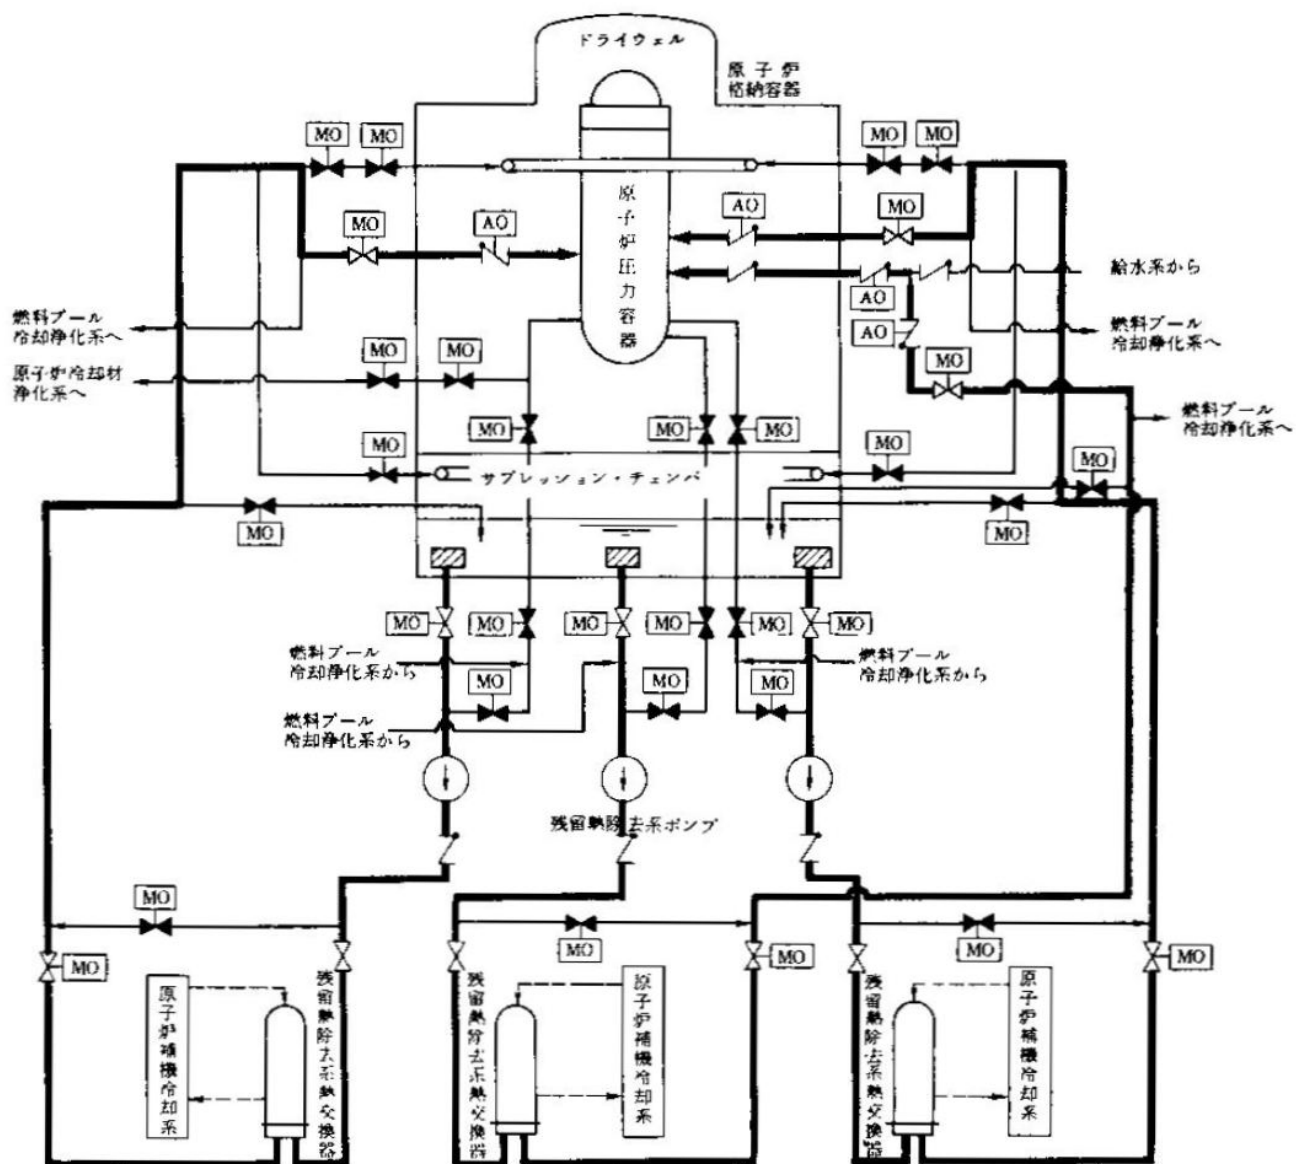 ドライウェル
原子炉
格納容器
MO
MO
MO
MO
原子炉圧力容器
MO
AO
AO
MO
給水系から
AO
燃料プール
冷却浄化系へ
AO
燃料プール
冷却浄化系へ
原子炉冷却材
浄化系へ
MO
MO
MO
燃料プール
冷却浄化系へ
MO
MO
MO
MO
MO
MO
サプレッション・チェンバ
MO
MO
MO
MO
MO
MO
MO
MO
MO
燃料プール
冷却浄化系から
燃料プール
冷却浄化系から
MO
MO
MO
燃料プール
冷却浄化系から
残留熱除去系ポンプ
MO
MO
MO
MO
MO
MO
原子炉補機冷却系
残留熱除去系熱交換器
残留熱除去系熱交換器
原子炉補機冷却系
残留熱除去系熱交換器
原子炉補機冷却系